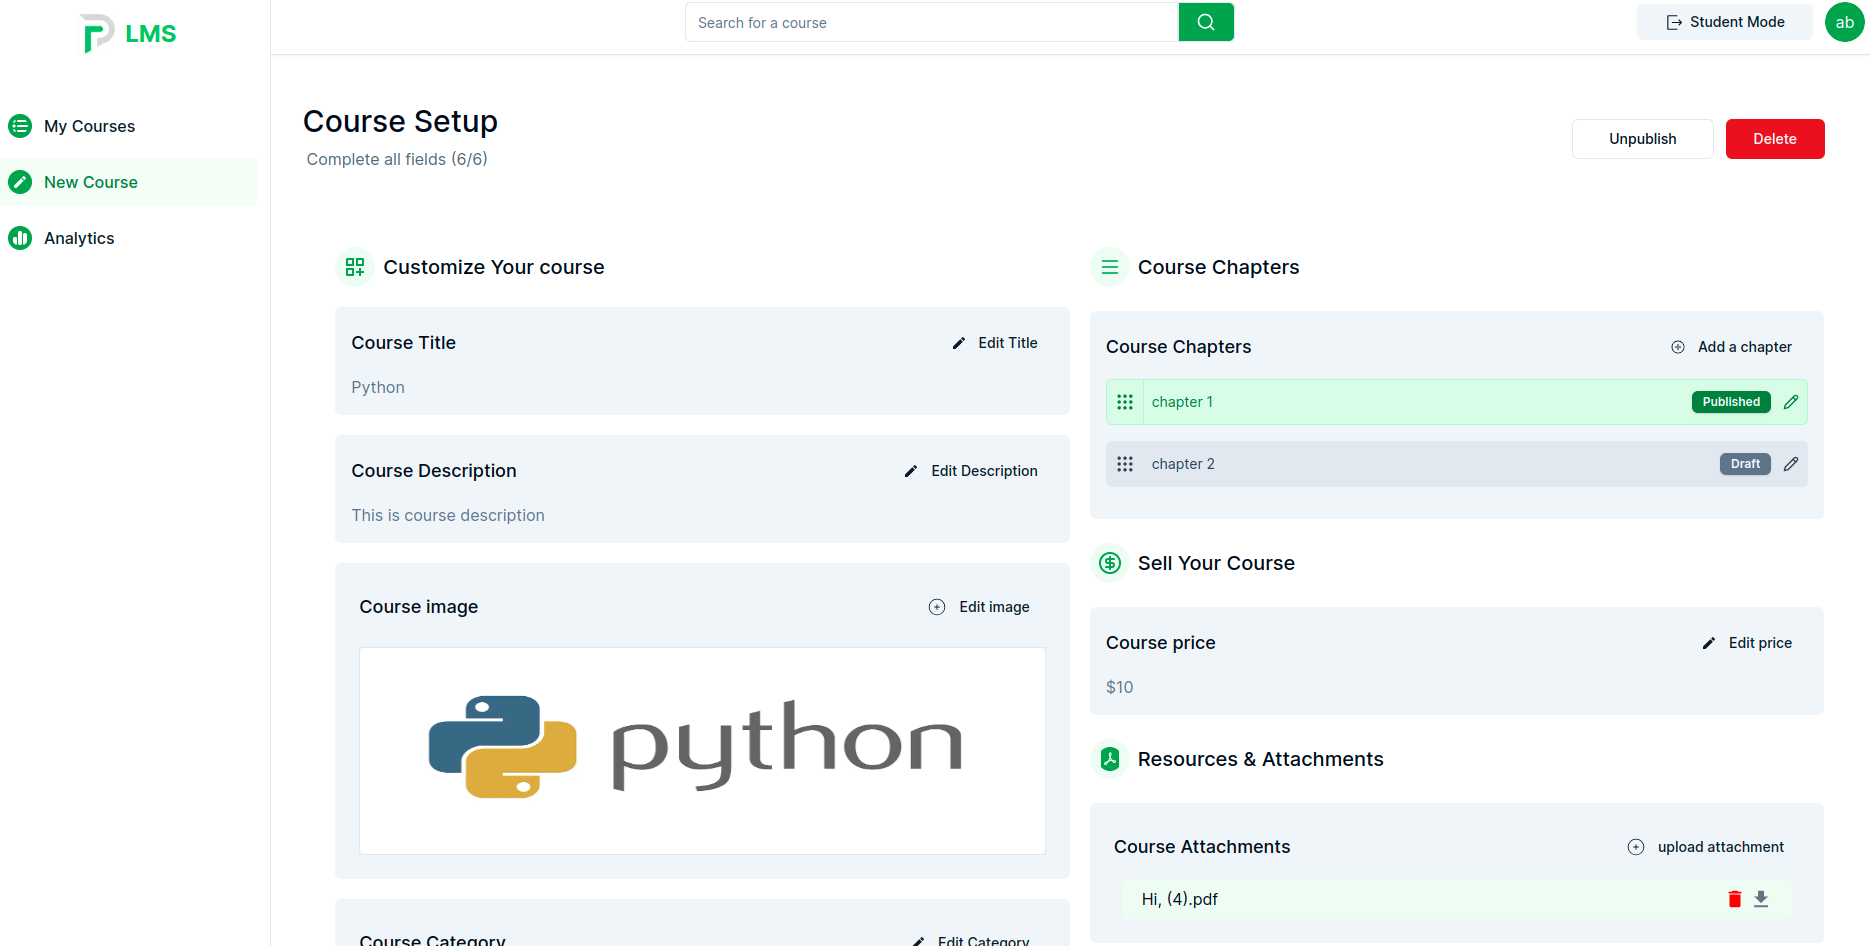 LMS
Search for a course
Student Mode
ab
My Courses
New Course
Analytics
Course Setup
Complete all fields (6/6)
Unpublish
Delete
Customize Your course
Course Title
Edit Title
Python
Course Description
Edit Description
This is course description
Course image
Edit image
python
Course Category
Edit Category
Course Chapters
Course Chapters
Add a chapter
chapter 1
Published
chapter 2
Draft
Sell Your Course
Course price
Edit price
$10
Resources & Attachments
Course Attachments
upload attachment
Hi, (4).pdf